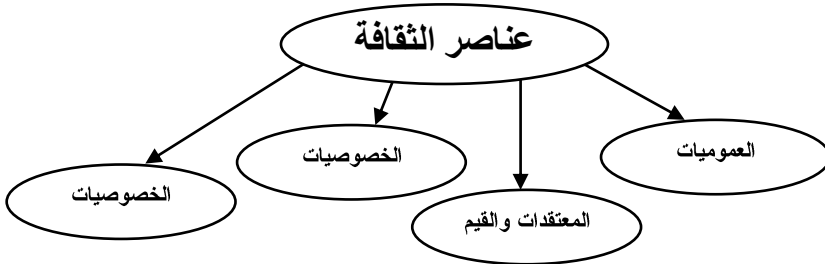 عناصر الثقافة
العموميات
المعتقدات والقيم
الخصوصيات
الخصوصيات